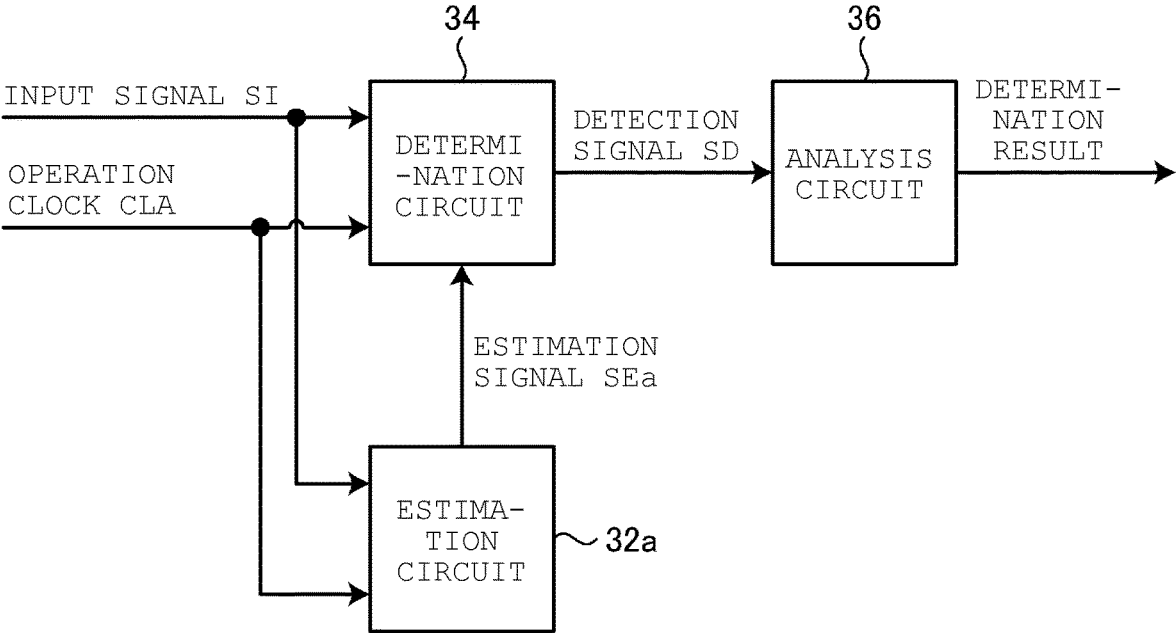 34
36
INPUT SIGNAL SI
OPERATION
CLOCK CLA
DETERMI
-NATION
CIRCUIT
DETECTION
SIGNAL SD
ANALYSIS
CIRCUIT
DETERMI-
NATION
RESULT
ESTIMATION
SIGNAL SEa
ESTIMA-
TION
CIRCUIT
32a